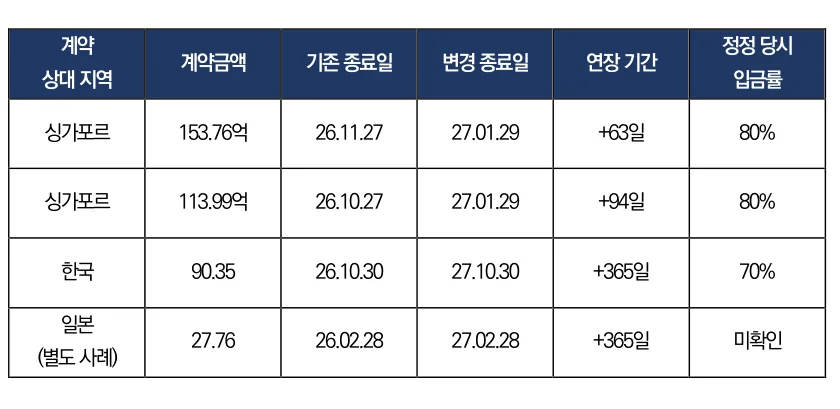 계약
상대 지역
계약금액
기존 종료일
변경 종료일
연장 기간
정정 당시
입금률
싱가포르
153.76억
26.11.27
27.01.29
+63일
80%
싱가포르
113.99억
26.10.27
27.01.29
+94일
80%
한국
90.35
26.10.30
27.10.30
+365일
70%
일본
(별도 사례)
27.76
26.02.28
27.02.28
+365일
미확인